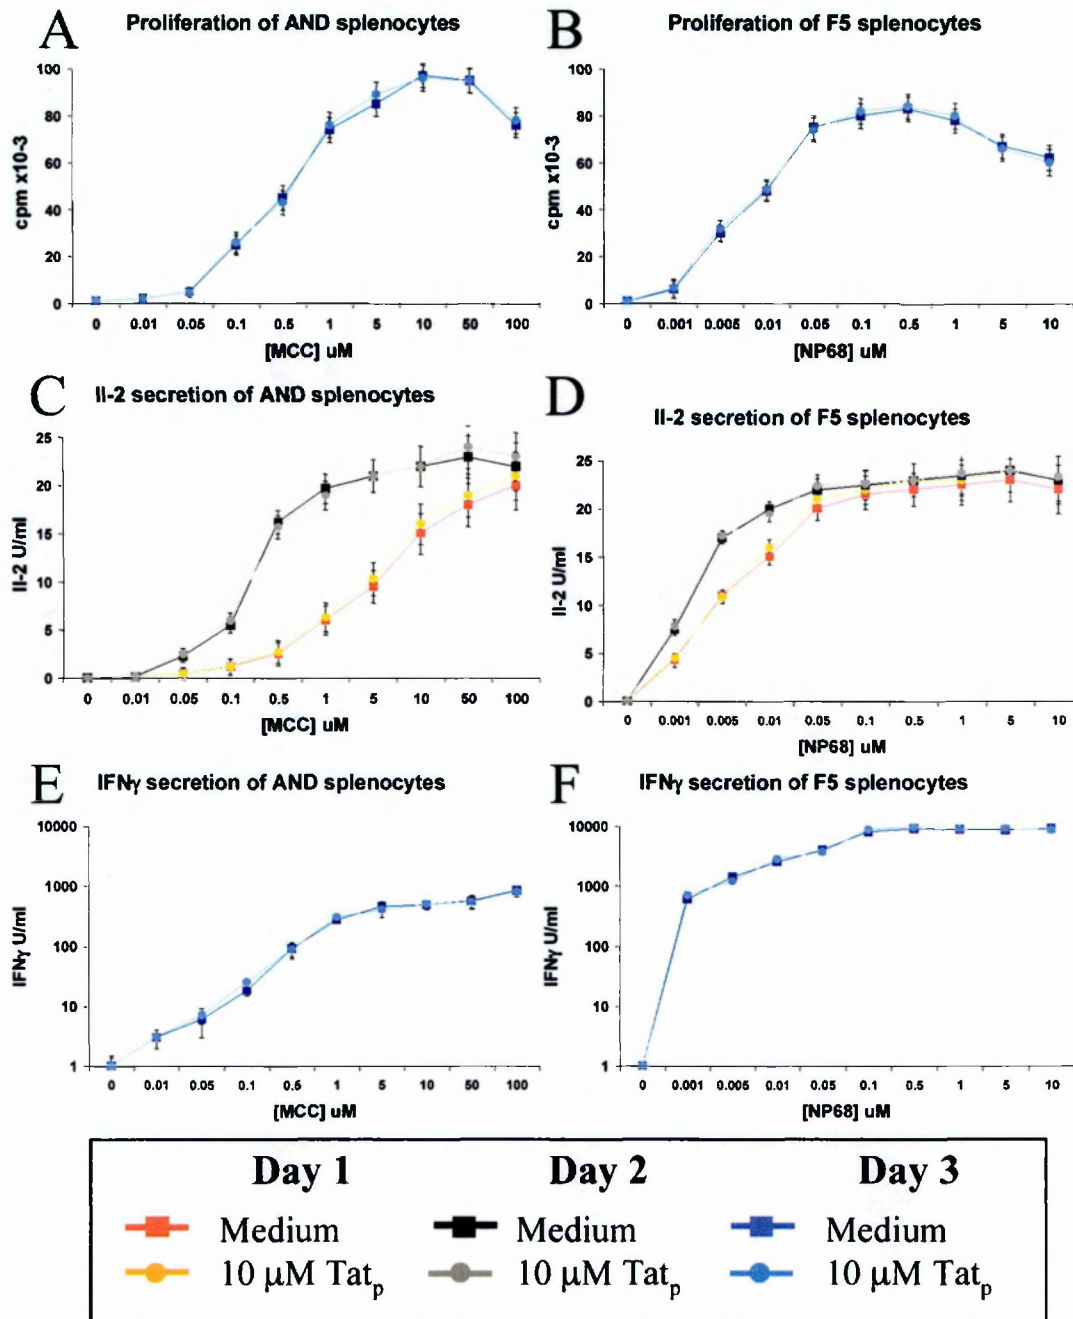 A Proliferation of AND splenocytes
100
80
60
40
20
0
cpm x10-3
0 0.01 0.05 0.1 0.5 1 5 10 50 100
[MCC] uM
B Proliferation of F5 splenocytes
100
80
60
40
20
0
cpm x10-3
0 0.001 0.005 0.01 0.05 0.1 0.5 1 5 10
[NP68] uM
C Il-2 secretion of AND splenocytes
25
20
15
10
5
0
Il-2 U/ml
0 0.01 0.05 0.1 0.5 1 5 10 50 100
[MCC] uM
D Il-2 secretion of F5 splenocytes
25
20
15
10
5
0
Il-2 U/ml
0 0.001 0.005 0.01 0.05 0.1 0.5 1 5 10
[NP68] uM
E IFNγ secretion of AND splenocytes
10000
1000
100
10
1
IFNγ U/ml
0 0.01 0.05 0.1 0.5 1 5 10 50 100
[MCC] uM
F IFNγ secretion of F5 splenocytes
10000
1000
100
10
1
IFNγ U/ml
0 0.001 0.005 0.01 0.05 0.1 0.5 1 5 10
[NP68] uM
Day 1 Day 2 Day 3
Medium Medium Medium
10 μM Tatp 10 μM Tatp 10 μM Tatp